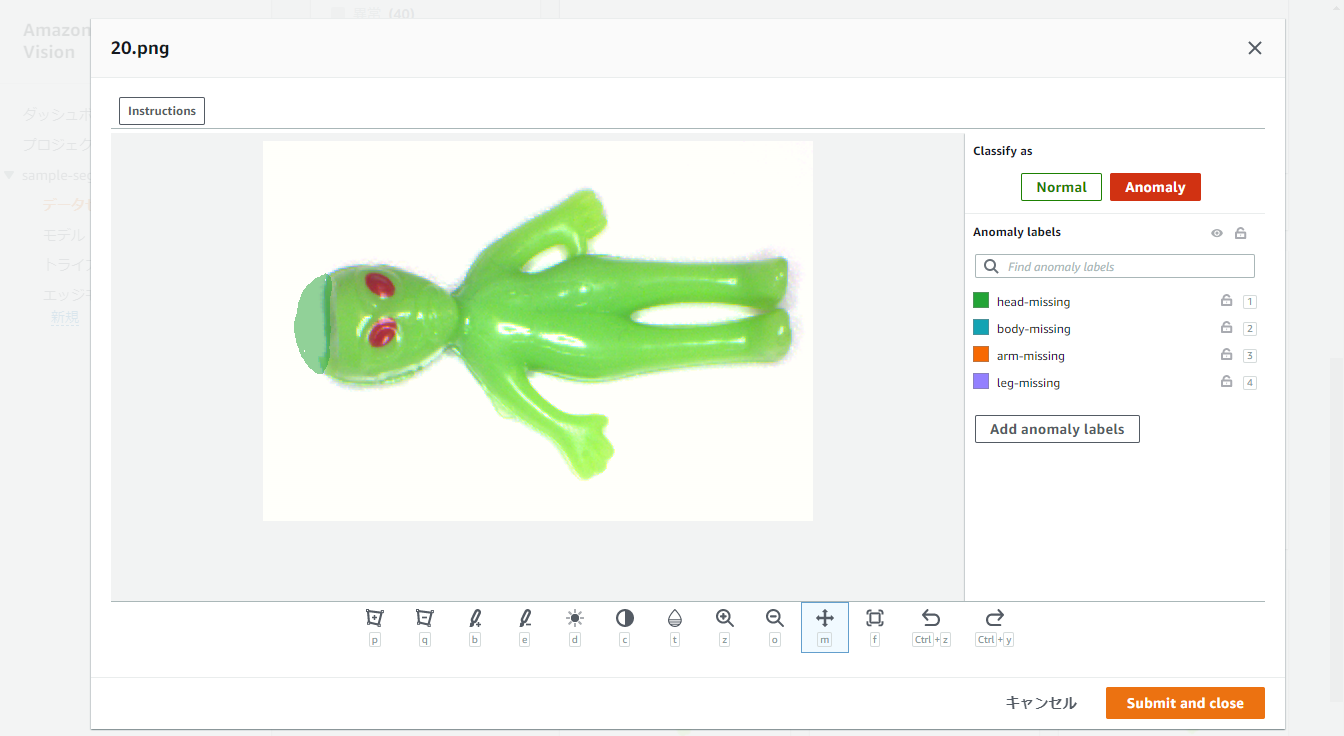 寞寞 (40)
Amazon
Vision
20.png
ダッシュボ
プロジェク
sample-seg
データセ
モデル
トライア
エッジモ
新規
Instructions
Classify as
Normal
Anomaly
Anomaly labels
Find anomaly labels
head-missing
1
body-missing
2
arm-missing
3
leg-missing
4
Add anomaly labels
p
q
b
e
d
c
t
z
o
m
f
Ctrl+z
Ctrl+y
キャンセル
Submit and close